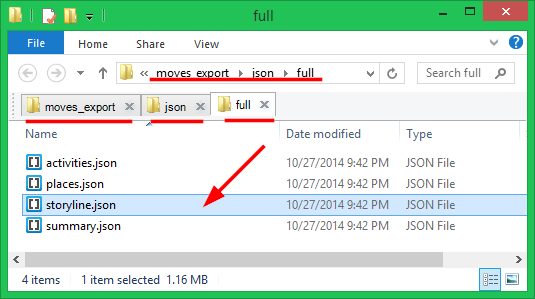 full
File Home Share View
« moves_export json full Search full
moves_export json full
Name Date modified Type
activities.json 10/27/2014 9:42 PM JSON File
places.json 10/27/2014 9:42 PM JSON File
storyline.json 10/27/2014 9:42 PM JSON File
summary.json 10/27/2014 9:42 PM JSON File
4 items 1 item selected 1.16 MB